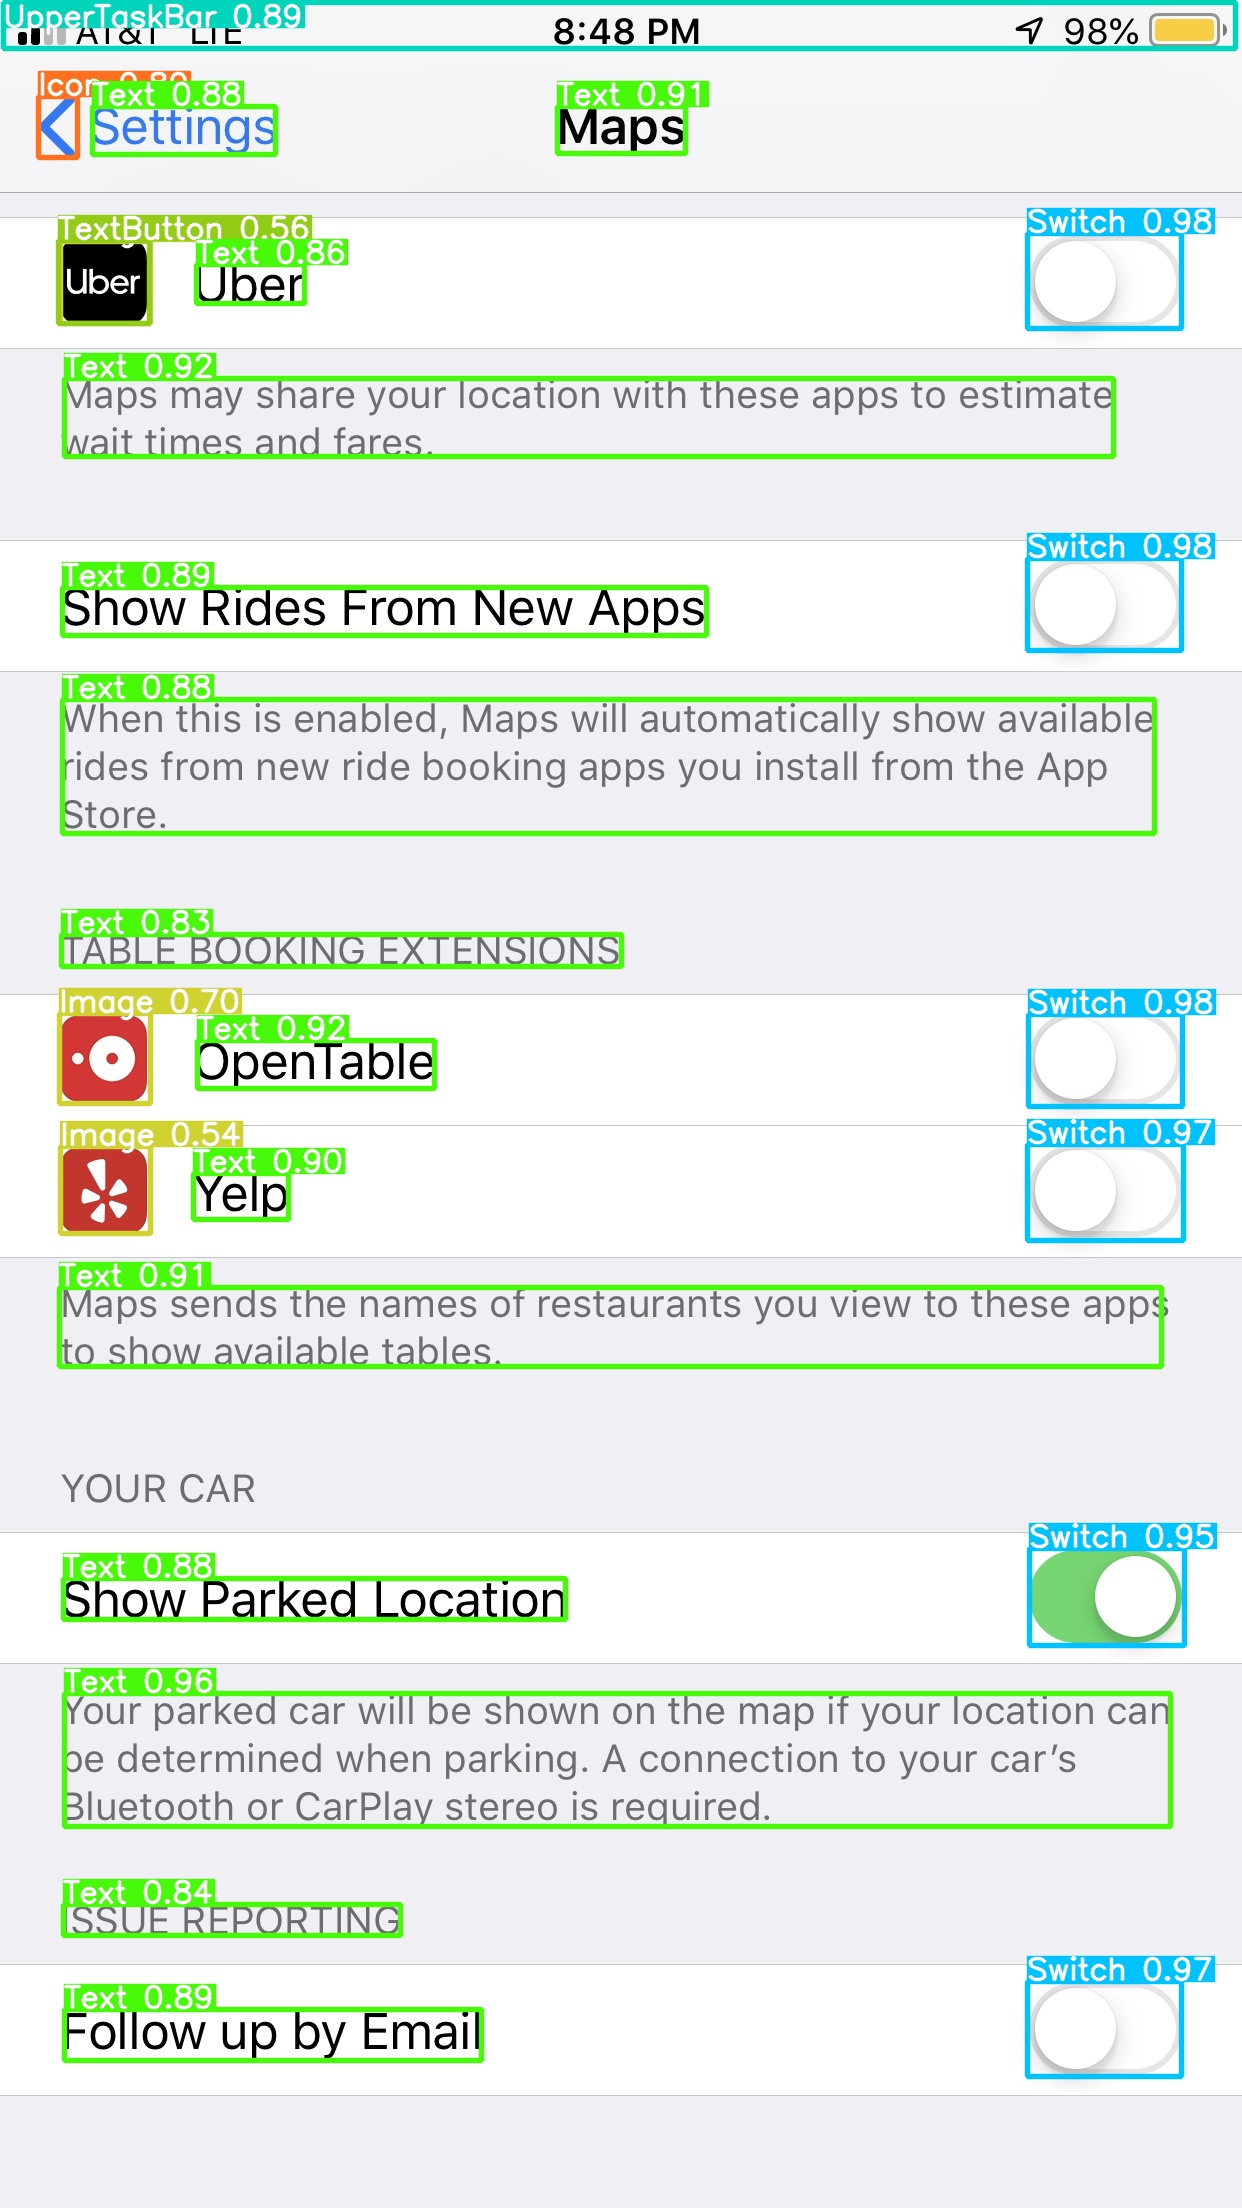 UpperTaskBar 0.89
AT&T LTE 8:48 PM 98%
Icon 0.89
Text 0.88
Text 0.91
Settings
Maps
TextButton 0.56
Text 0.86
Switch 0.98
Uber
Uber
Text 0.92
Maps may share your location with these apps to estimate
wait times and fares.
Switch 0.98
Text 0.89
Show Rides From New Apps
Text 0.88
When this is enabled, Maps will automatically show available
rides from new ride booking apps you install from the App
Store.
Text 0.83
TABLE BOOKING EXTENSIONS
Image 0.70
Text 0.92
Switch 0.98
OpenTable
Image 0.54
Text 0.90
Switch 0.97
Yelp
Text 0.91
Maps sends the names of restaurants you view to these apps
to show available tables.
YOUR CAR
Switch 0.95
Text 0.88
Show Parked Location
Text 0.96
Your parked car will be shown on the map if your location can
be determined when parking. A connection to your car’s
Bluetooth or CarPlay stereo is required.
Text 0.84
ISSUE REPORTING
Switch 0.97
Text 0.89
Follow up by Email